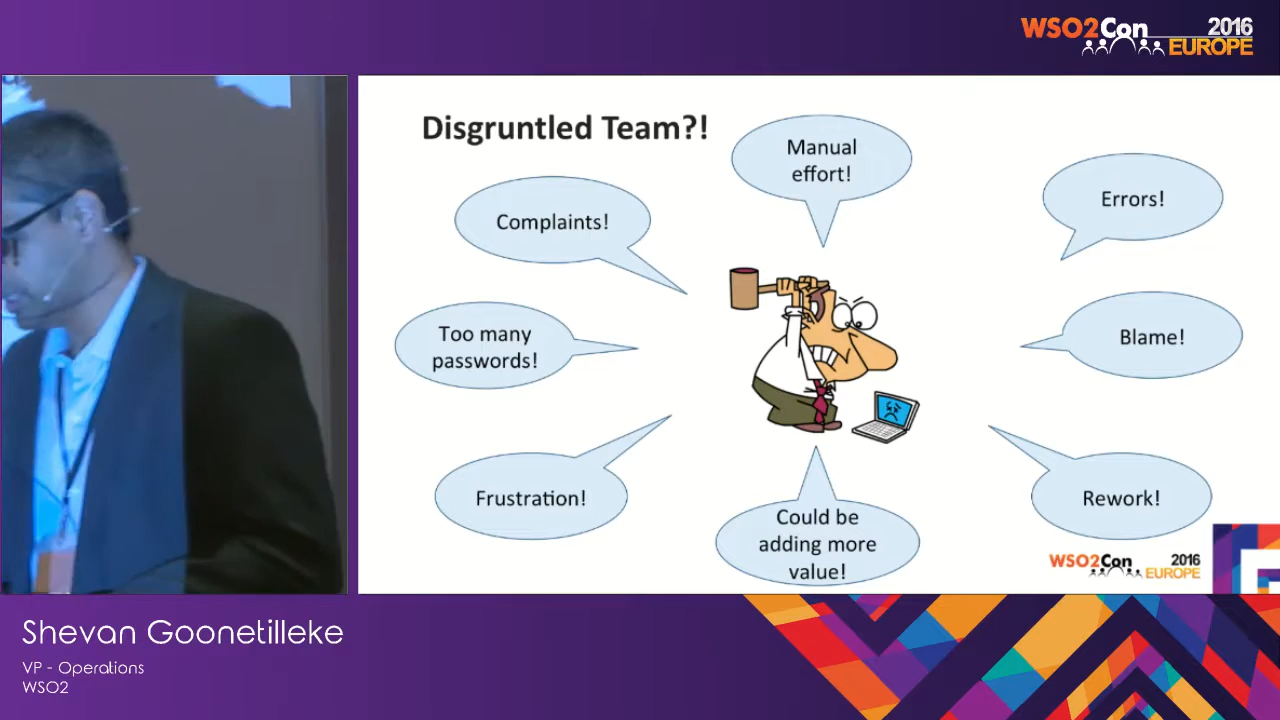 WSO2Con 2016
EUROPE
Disgruntled Team?!
Manual
effort!
Errors!
Complaints!
Too many
passwords!
Blame!
Frustration!
Could be
adding more
value!
Rework!
WSO2Con 2016
EUROPE
Shevan Goonetilleke
VP - Operations
WSO2